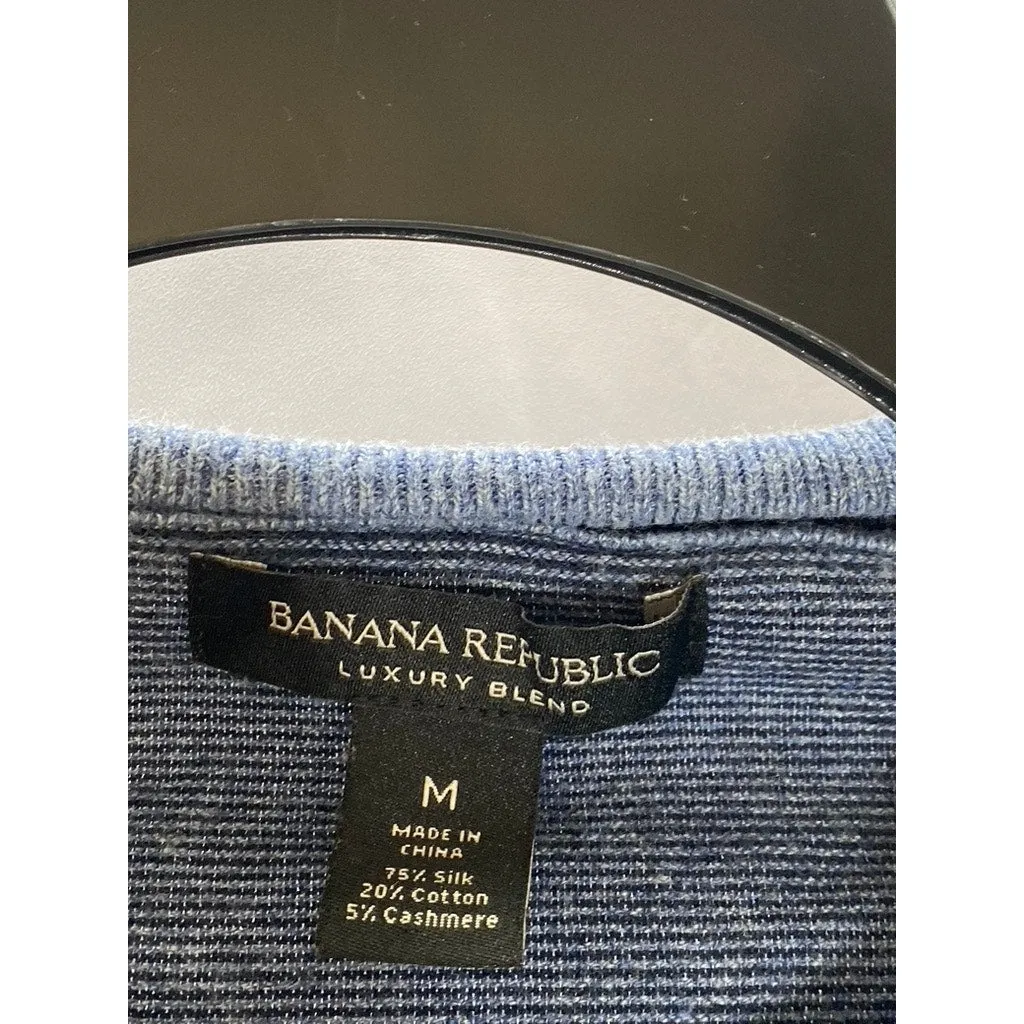 BANANA REPUBLIC
LUXURY BLEND
M
MADE IN
CHINA
75% Silk
20% Cotton
5% Cashmere